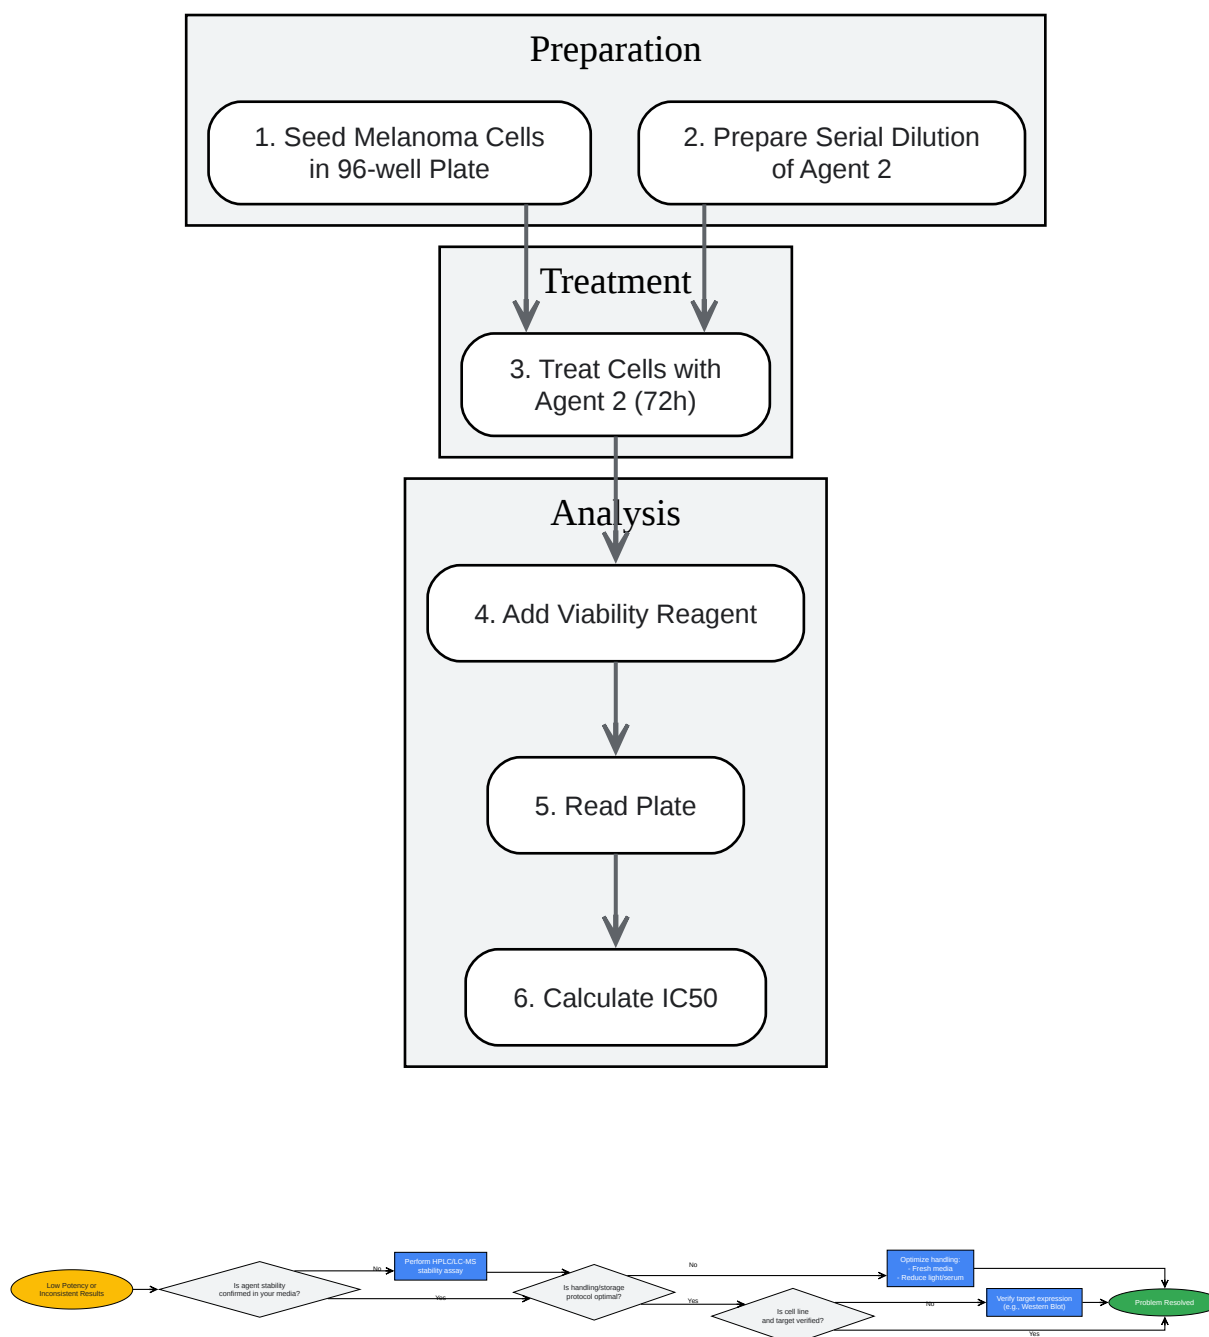 Preparation
1. Seed Melanoma Cells
in 96-well Plate
2. Prepare Serial Dilution
of Agent 2
Treatment
3. Treat Cells with
Agent 2 (72h)
Analysis
4. Add Viability Reagent
5. Read Plate
6. Calculate IC50
Low Potency or
Inconsistent Results
Is agent stability
confirmed in your media?
No
Yes
Perform HPLC/LC-MS
stability assay
Is handling/storage
protocol optimal?
No
Yes
Optimize handling:
- Fresh media
- Reduce light/serum
Is cell line
and target verified?
No
Yes
Verify target expression
(e.g., Western Blot)
Problem Resolved